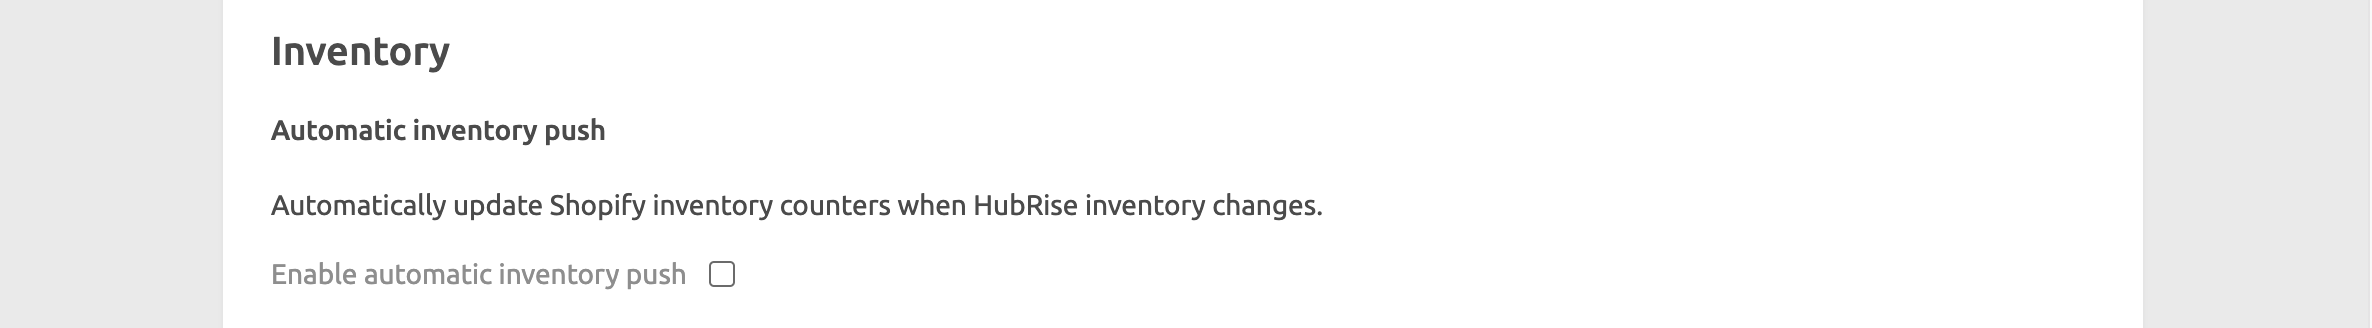 Inventory
Automatic inventory push
Automatically update Shopify inventory counters when HubRise inventory changes.
Enable automatic inventory push